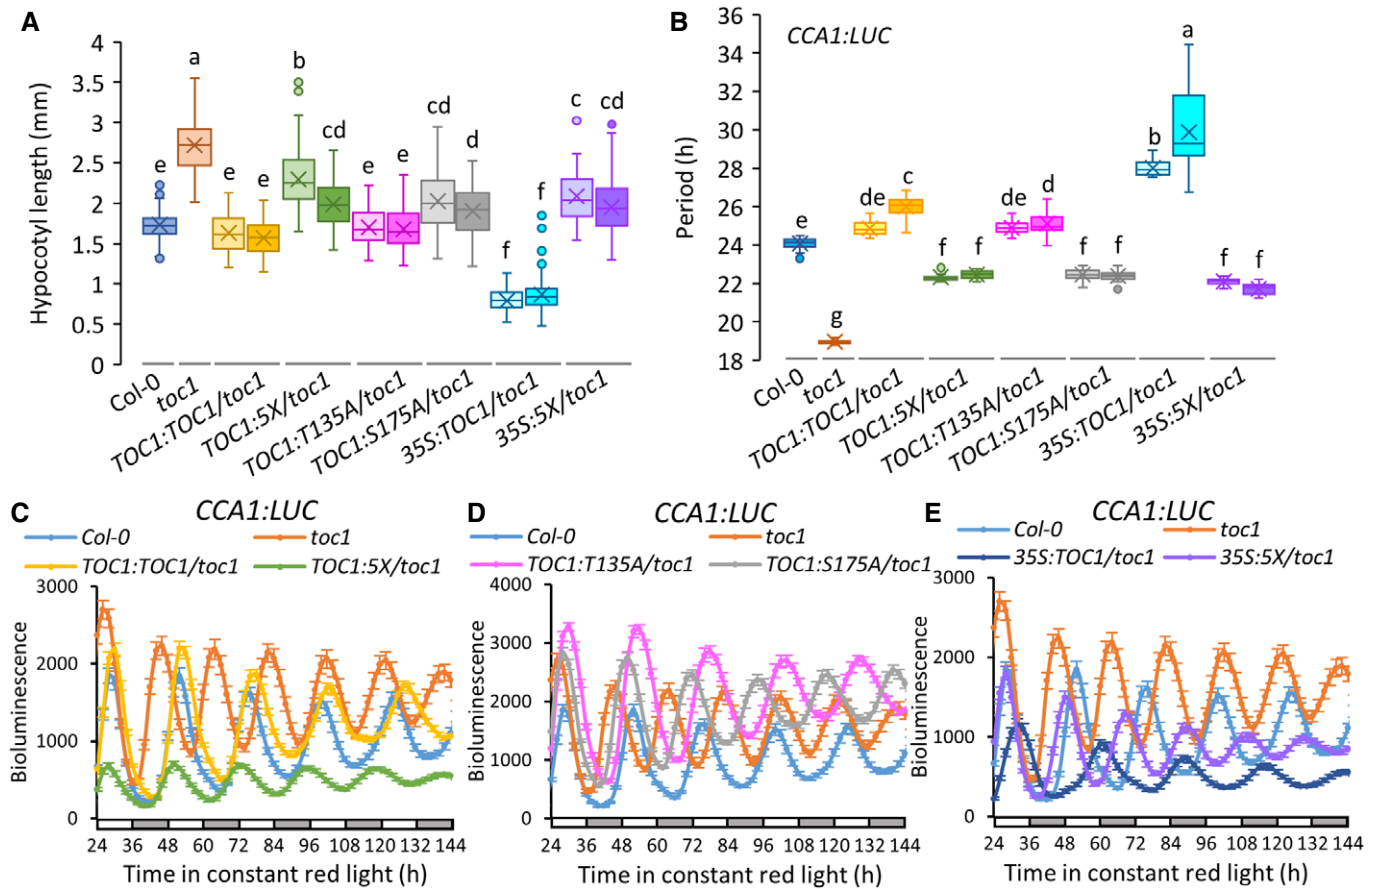 A
Hypocotyl length (mm)
4
3.5
3
2.5
2
1.5
1
0.5
0
e
a
e
e
b
cd
e
e
cd
d
f
f
c
cd
Col-0
toc1
TOC1:TOC1/toc1
TOC1:5X/toc1
TOC1:T135A/toc1
TOC1:S175A/toc1
35S:TOC1/toc1
35S:5X/toc1
B
CCA1:LUC
Period (h)
36
34
32
30
28
26
24
22
20
18
e
g
de
c
f
f
de
d
f
f
b
a
f
f
Col-0
toc1
TOC1:TOC1/toc1
TOC1:5X/toc1
TOC1:T135A/toc1
TOC1:S175A/toc1
35S:TOC1/toc1
35S:5X/toc1
C
CCA1:LUC
Col-0 toc1
TOC1:TOC1/toc1 TOC1:5X/toc1
Bioluminescence
3000
2000
1000
0
24 36 48 60 72 84 96 108 120 132 144
Time in constant red light (h)
D
CCA1:LUC
Col-0 toc1
TOC1:T135A/toc1 TOC1:S175A/toc1
Bioluminescence
4000
3000
2000
1000
0
24 36 48 60 72 84 96 108 120 132 144
Time in constant red light (h)
E
CCA1:LUC
Col-0 toc1
35S:TOC1/toc1 35S:5X/toc1
Bioluminescence
3000
2000
1000
0
24 36 48 60 72 84 96 108 120 132 144
Time in constant red light (h)